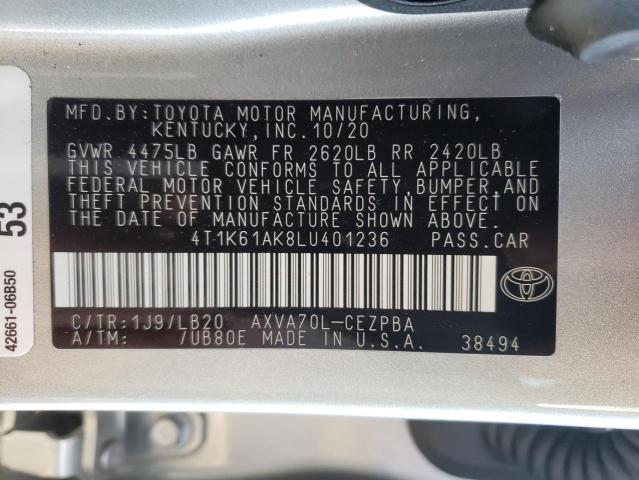 MFD. BY: TOYOTA MOTOR MANUFACTURING,
KENTUCKY, INC. 10/20
GVWR 4475LB GAWR FR 2620LB RR 2420LB
THIS VEHICLE CONFORMS TO ALL APPLICABLE
FEDERAL MOTOR VEHICLE SAFETY, BUMPER, AND
THEFT PREVENTION STANDARDS IN EFFECT ON
THE DATE OF MANUFACTURE SHOWN ABOVE.
4T1K61AK8LU401236 PASS.CAR
C/TR:1J9/LB20 AXVA70L-CEZPBA
A/TM: /UB80E MADE IN U.S.A. 38494
42661-06B50 53